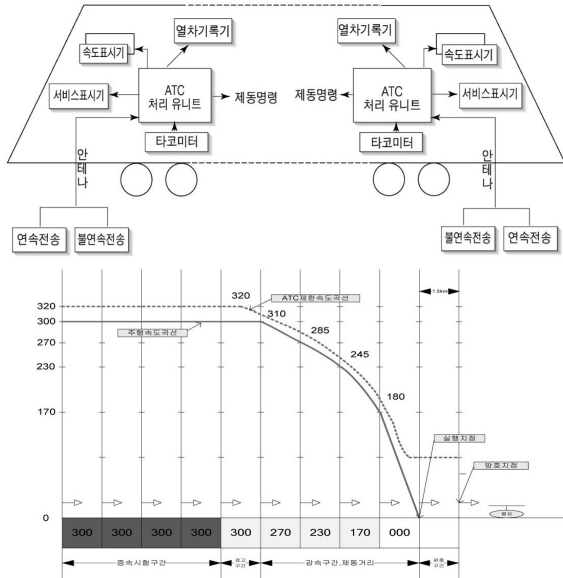 열차기록기
속도표시기
서비스표시기
ATC
처리 유니트
제동명령
타코미터
안테나
연속전송
불연속전송
열차기록기
속도표시기
제동명령
ATC
처리 유니트
서비스표시기
타코미터
안테나
불연속전송
연속전송
320
ATC제한속도곡선
1.5km
320
310
300
주행속도곡선
285
270
245
230
180
170
실행지점
방호지점
0
300 300 300 300 300 270 230 170 000
구간
감속구간,제동거리
구간